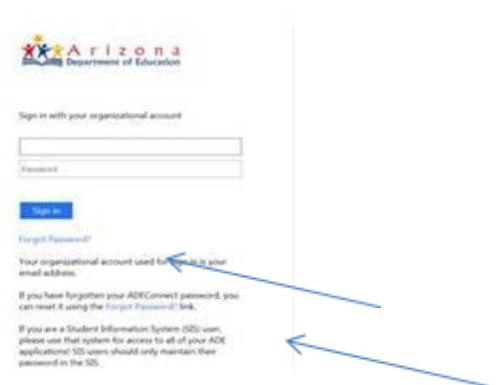 Arizona
Department of Education
Sign in with your organizational account
Password
Sign in
Forgot Password?
Your organizational account used for sign in is your
email address.
If you have forgotten your ADEConnect password, you
can reset it using the Forgot Password? link.
If you are a Student Information System (SIS) user,
please use that system for access to all of your ADE
applications! SIS users should only maintain their
password in the SIS.